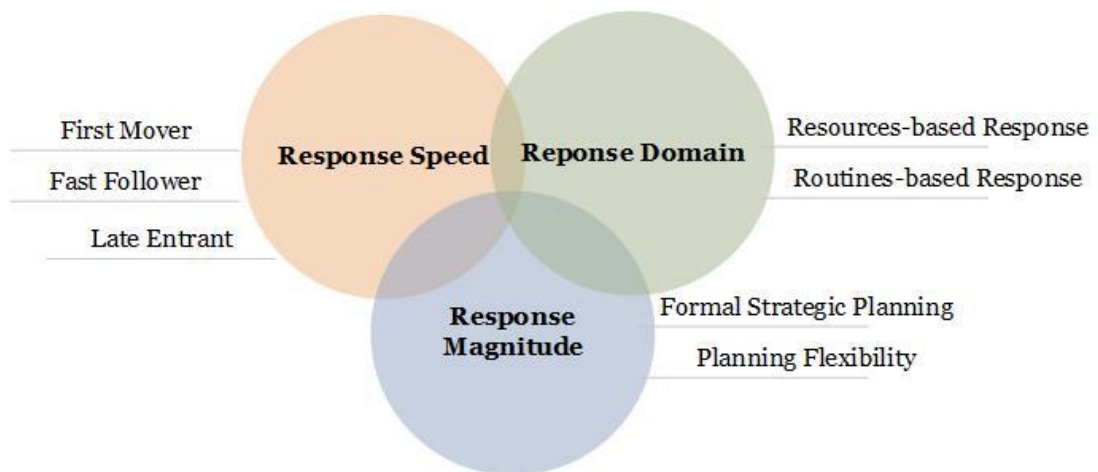 First Mover
Fast Follower
Late Entrant
Response Speed
Reponse Domain
Resources-based Response
Routines-based Response
Response
Magnitude
Formal Strategic Planning
Planning Flexibility